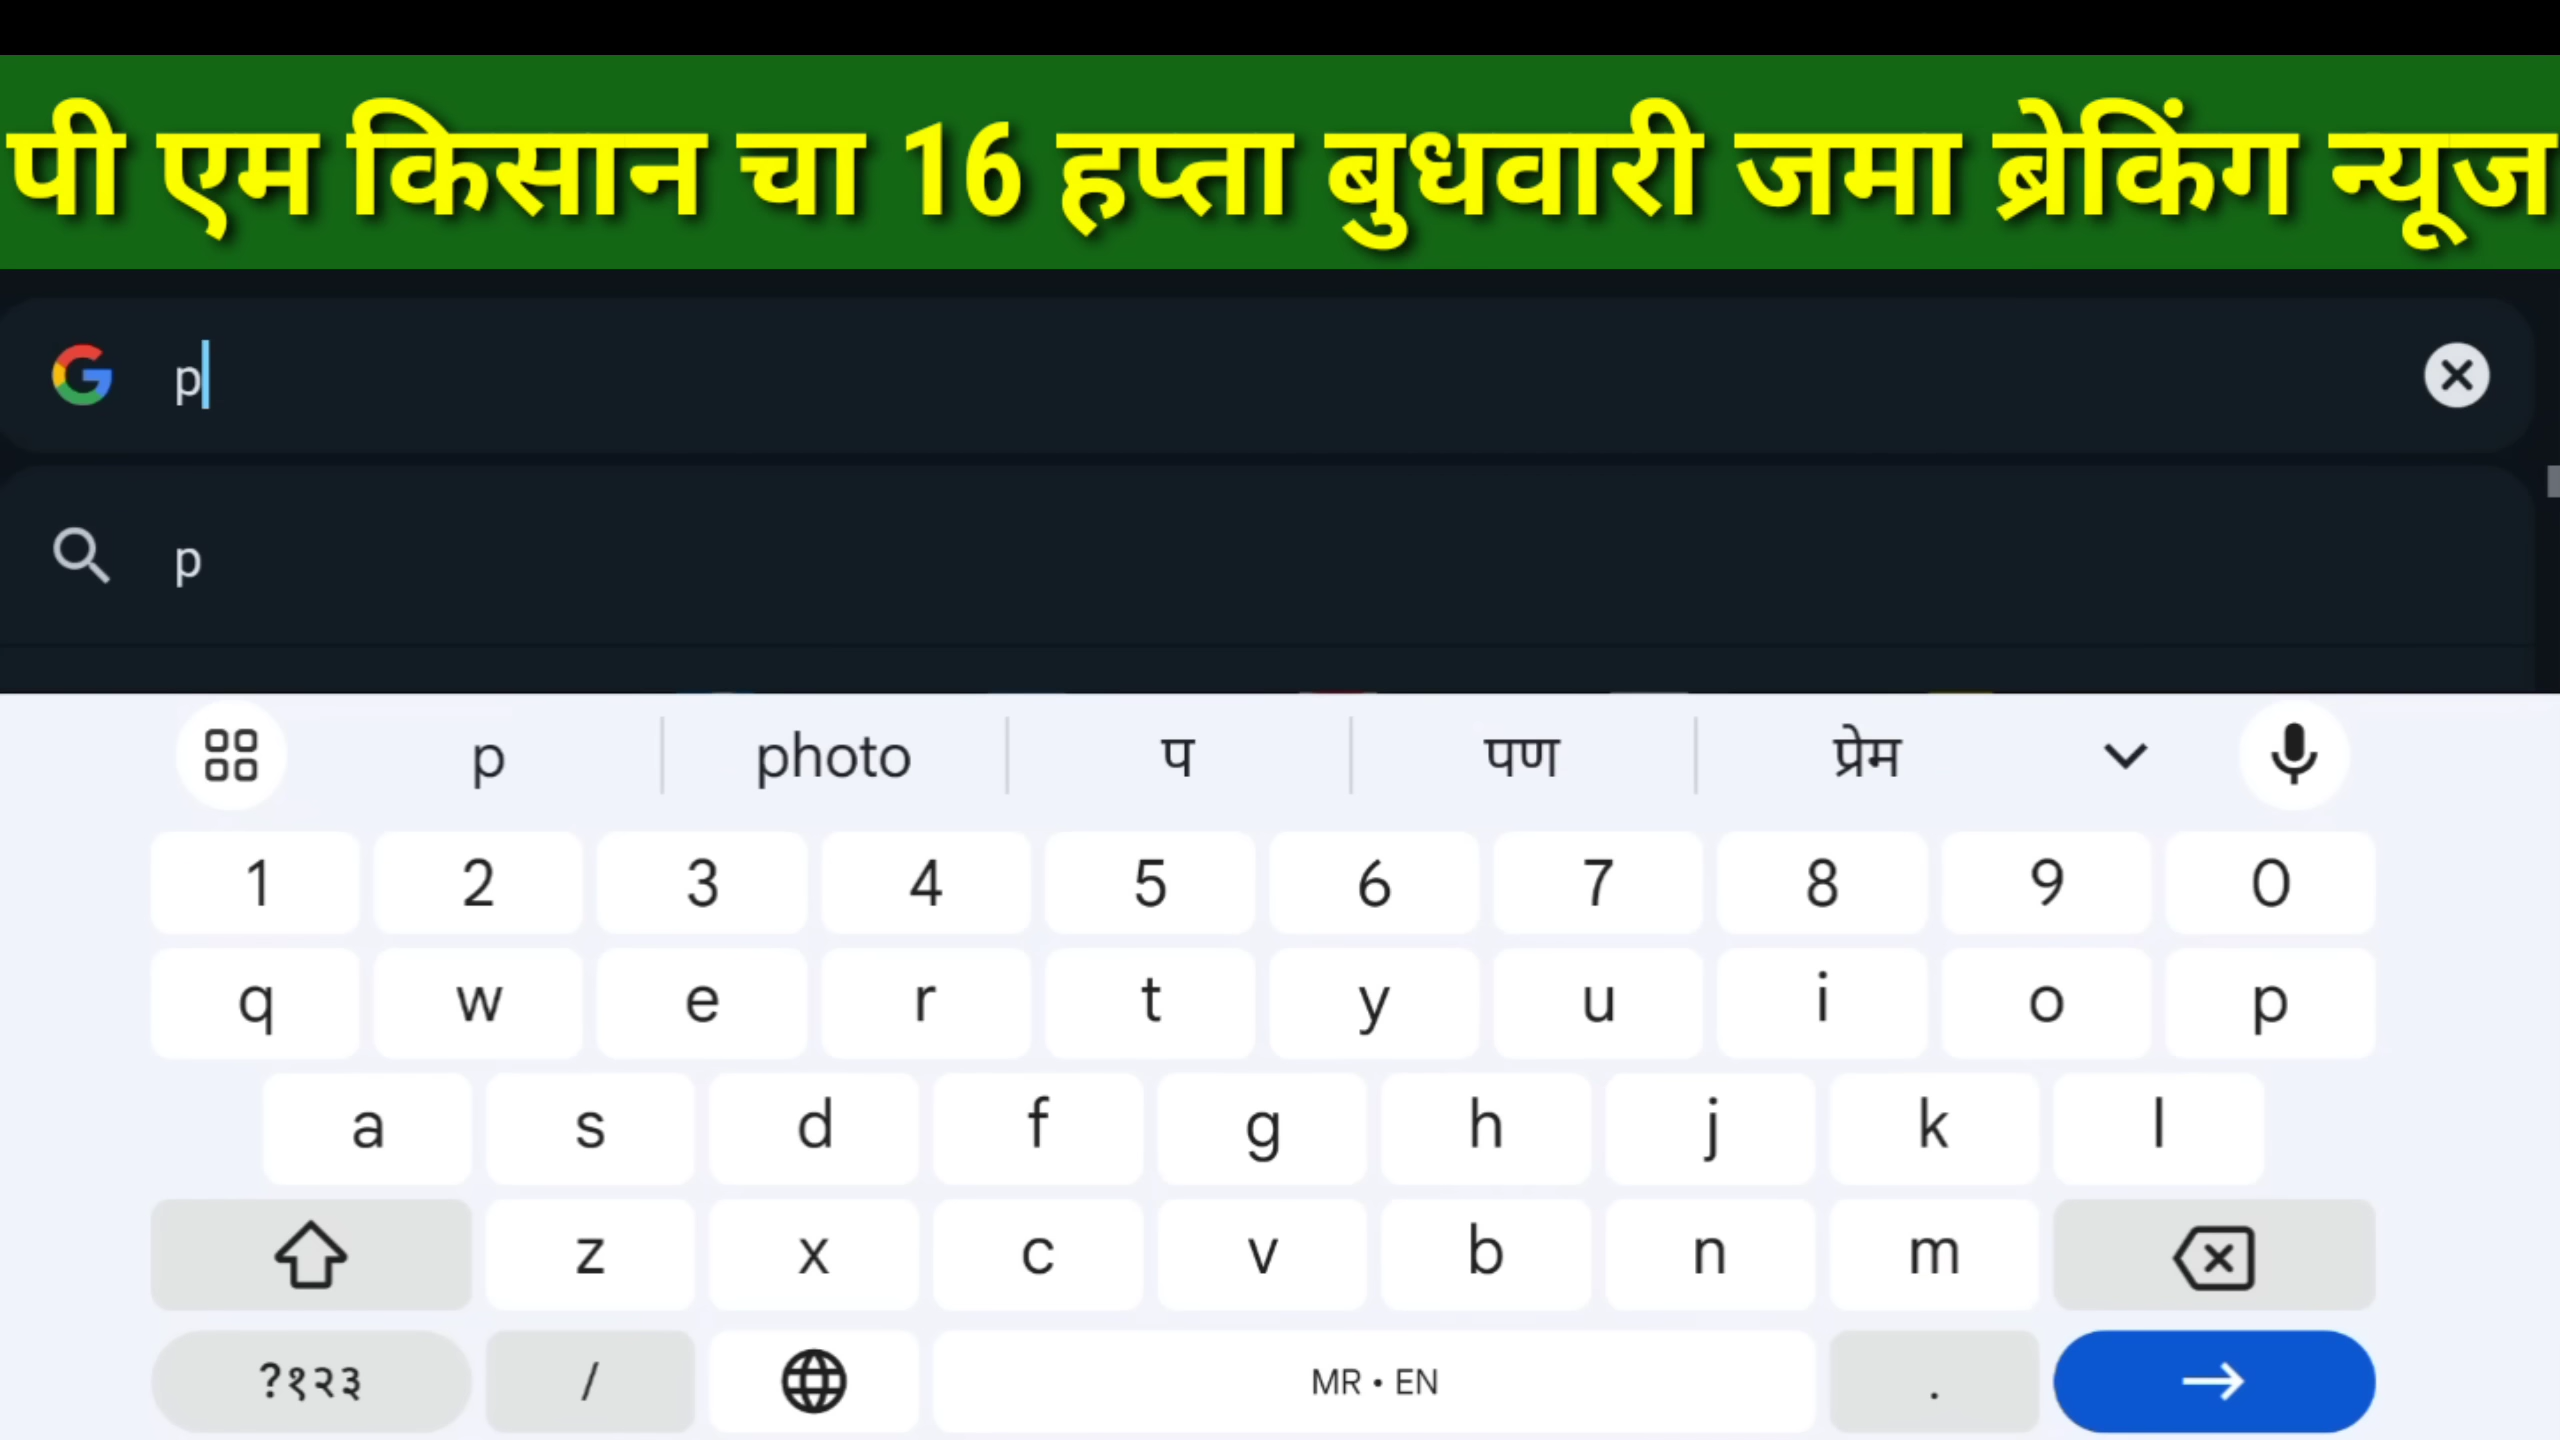 पी एम किसान चा 16 हप्ता बुधवारी जमा ब्रेकिंग न्यूज
p
p
p photo प पण प्रेम
1 2 3 4 5 6 7 8 9 0
q w e r t y u i o p
a s d f g h j k l
z x c v b n m
?१२३ / MR • EN .